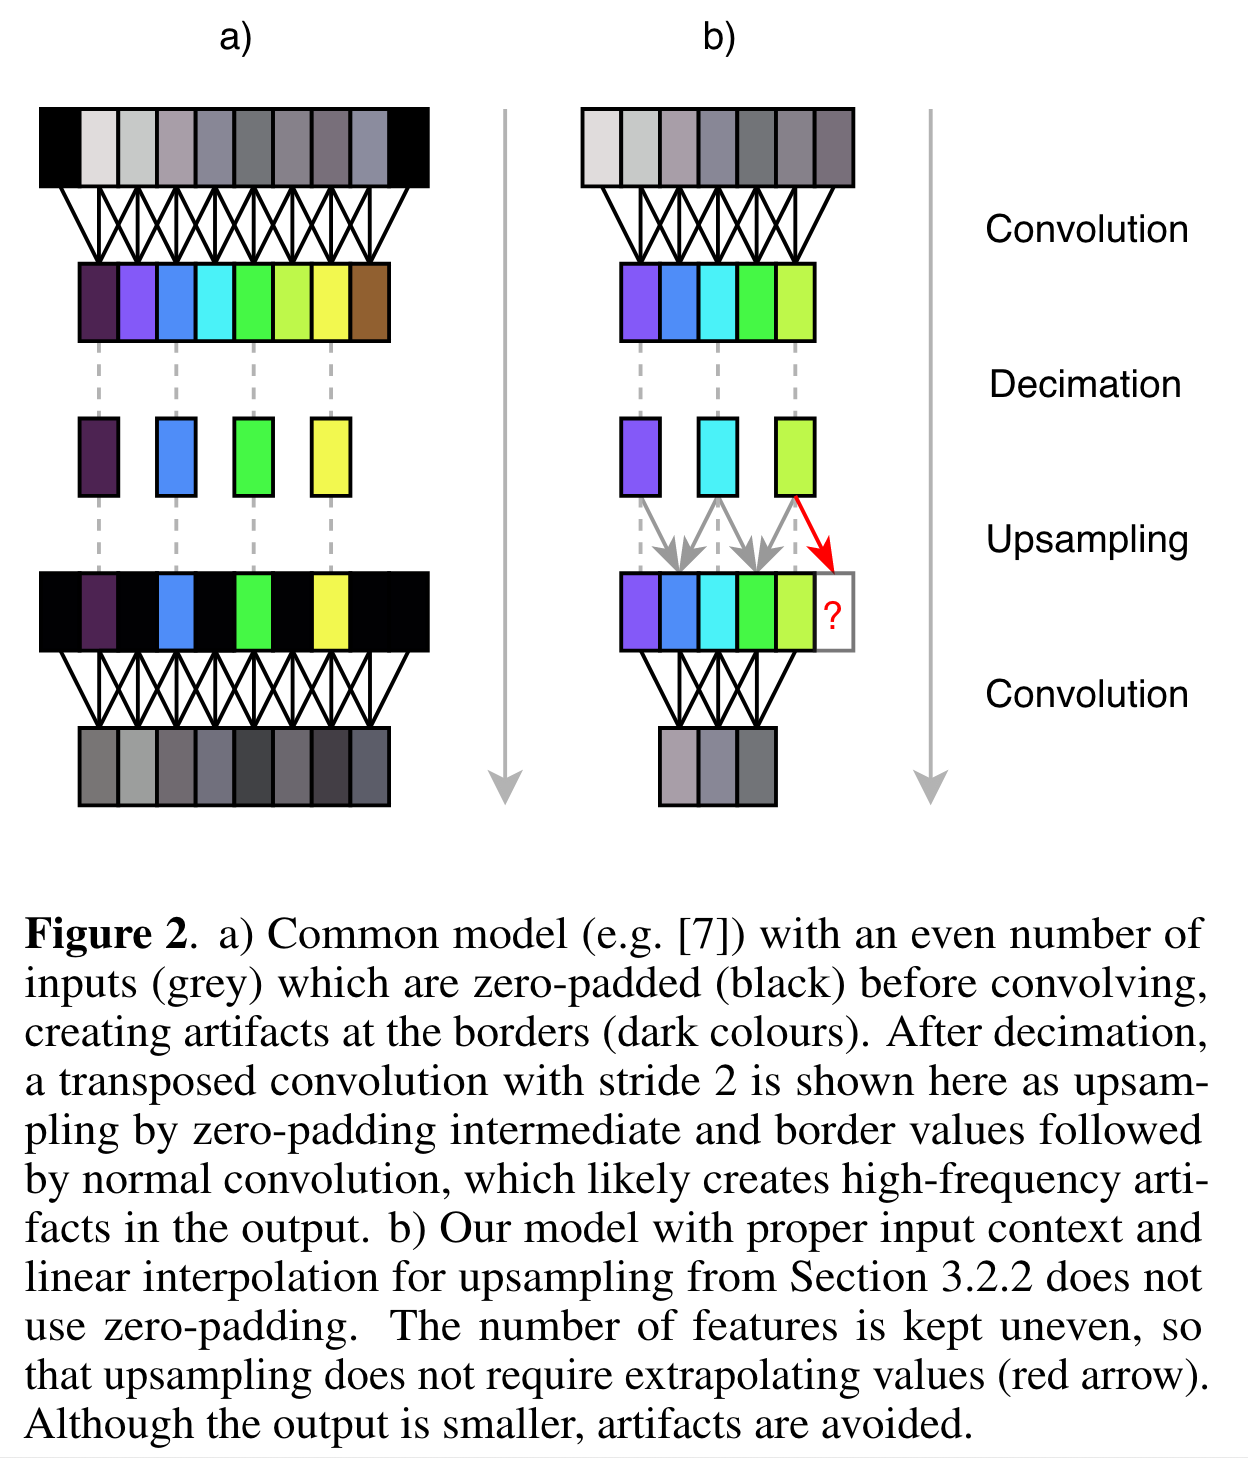 a)
b)
Convolution
Decimation
Upsampling
?
Convolution
Figure 2. a) Common model (e.g. [7]) with an even number of
inputs (grey) which are zero-padded (black) before convolving,
creating artifacts at the borders (dark colours). After decimation,
a transposed convolution with stride 2 is shown here as upsam-
pling by zero-padding intermediate and border values followed
by normal convolution, which likely creates high-frequency arti-
facts in the output. b) Our model with proper input context and
linear interpolation for upsampling from Section 3.2.2 does not
use zero-padding. The number of features is kept uneven, so
that upsampling does not require extrapolating values (red arrow).
Although the output is smaller, artifacts are avoided.